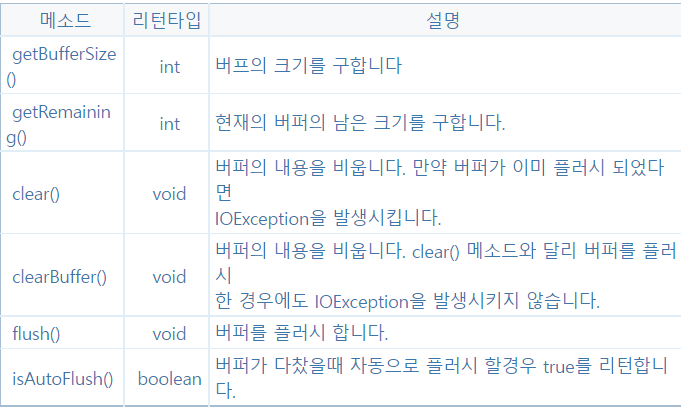 메소드 리턴타입 설명
getBufferSize
()
int
버프의 크기를 구합니다
getRemainin
g()
int
현재의 버퍼의 남은 크기를 구합니다.
clear()
void
버퍼의 내용을 비웁니다. 만약 버퍼가 이미 플러시 되었다
면
IOException을 발생시킵니다.
clearBuffer()
void
버퍼의 내용을 비웁니다. clear() 메소드와 달리 버퍼를 플러
시
한 경우에도 IOException을 발생시키지 않습니다.
flush()
void
버퍼를 플러시 합니다.
isAutoFlush()
boolean
버퍼가 다찼을때 자동으로 플러시 할경우 true를 리턴합니
다.